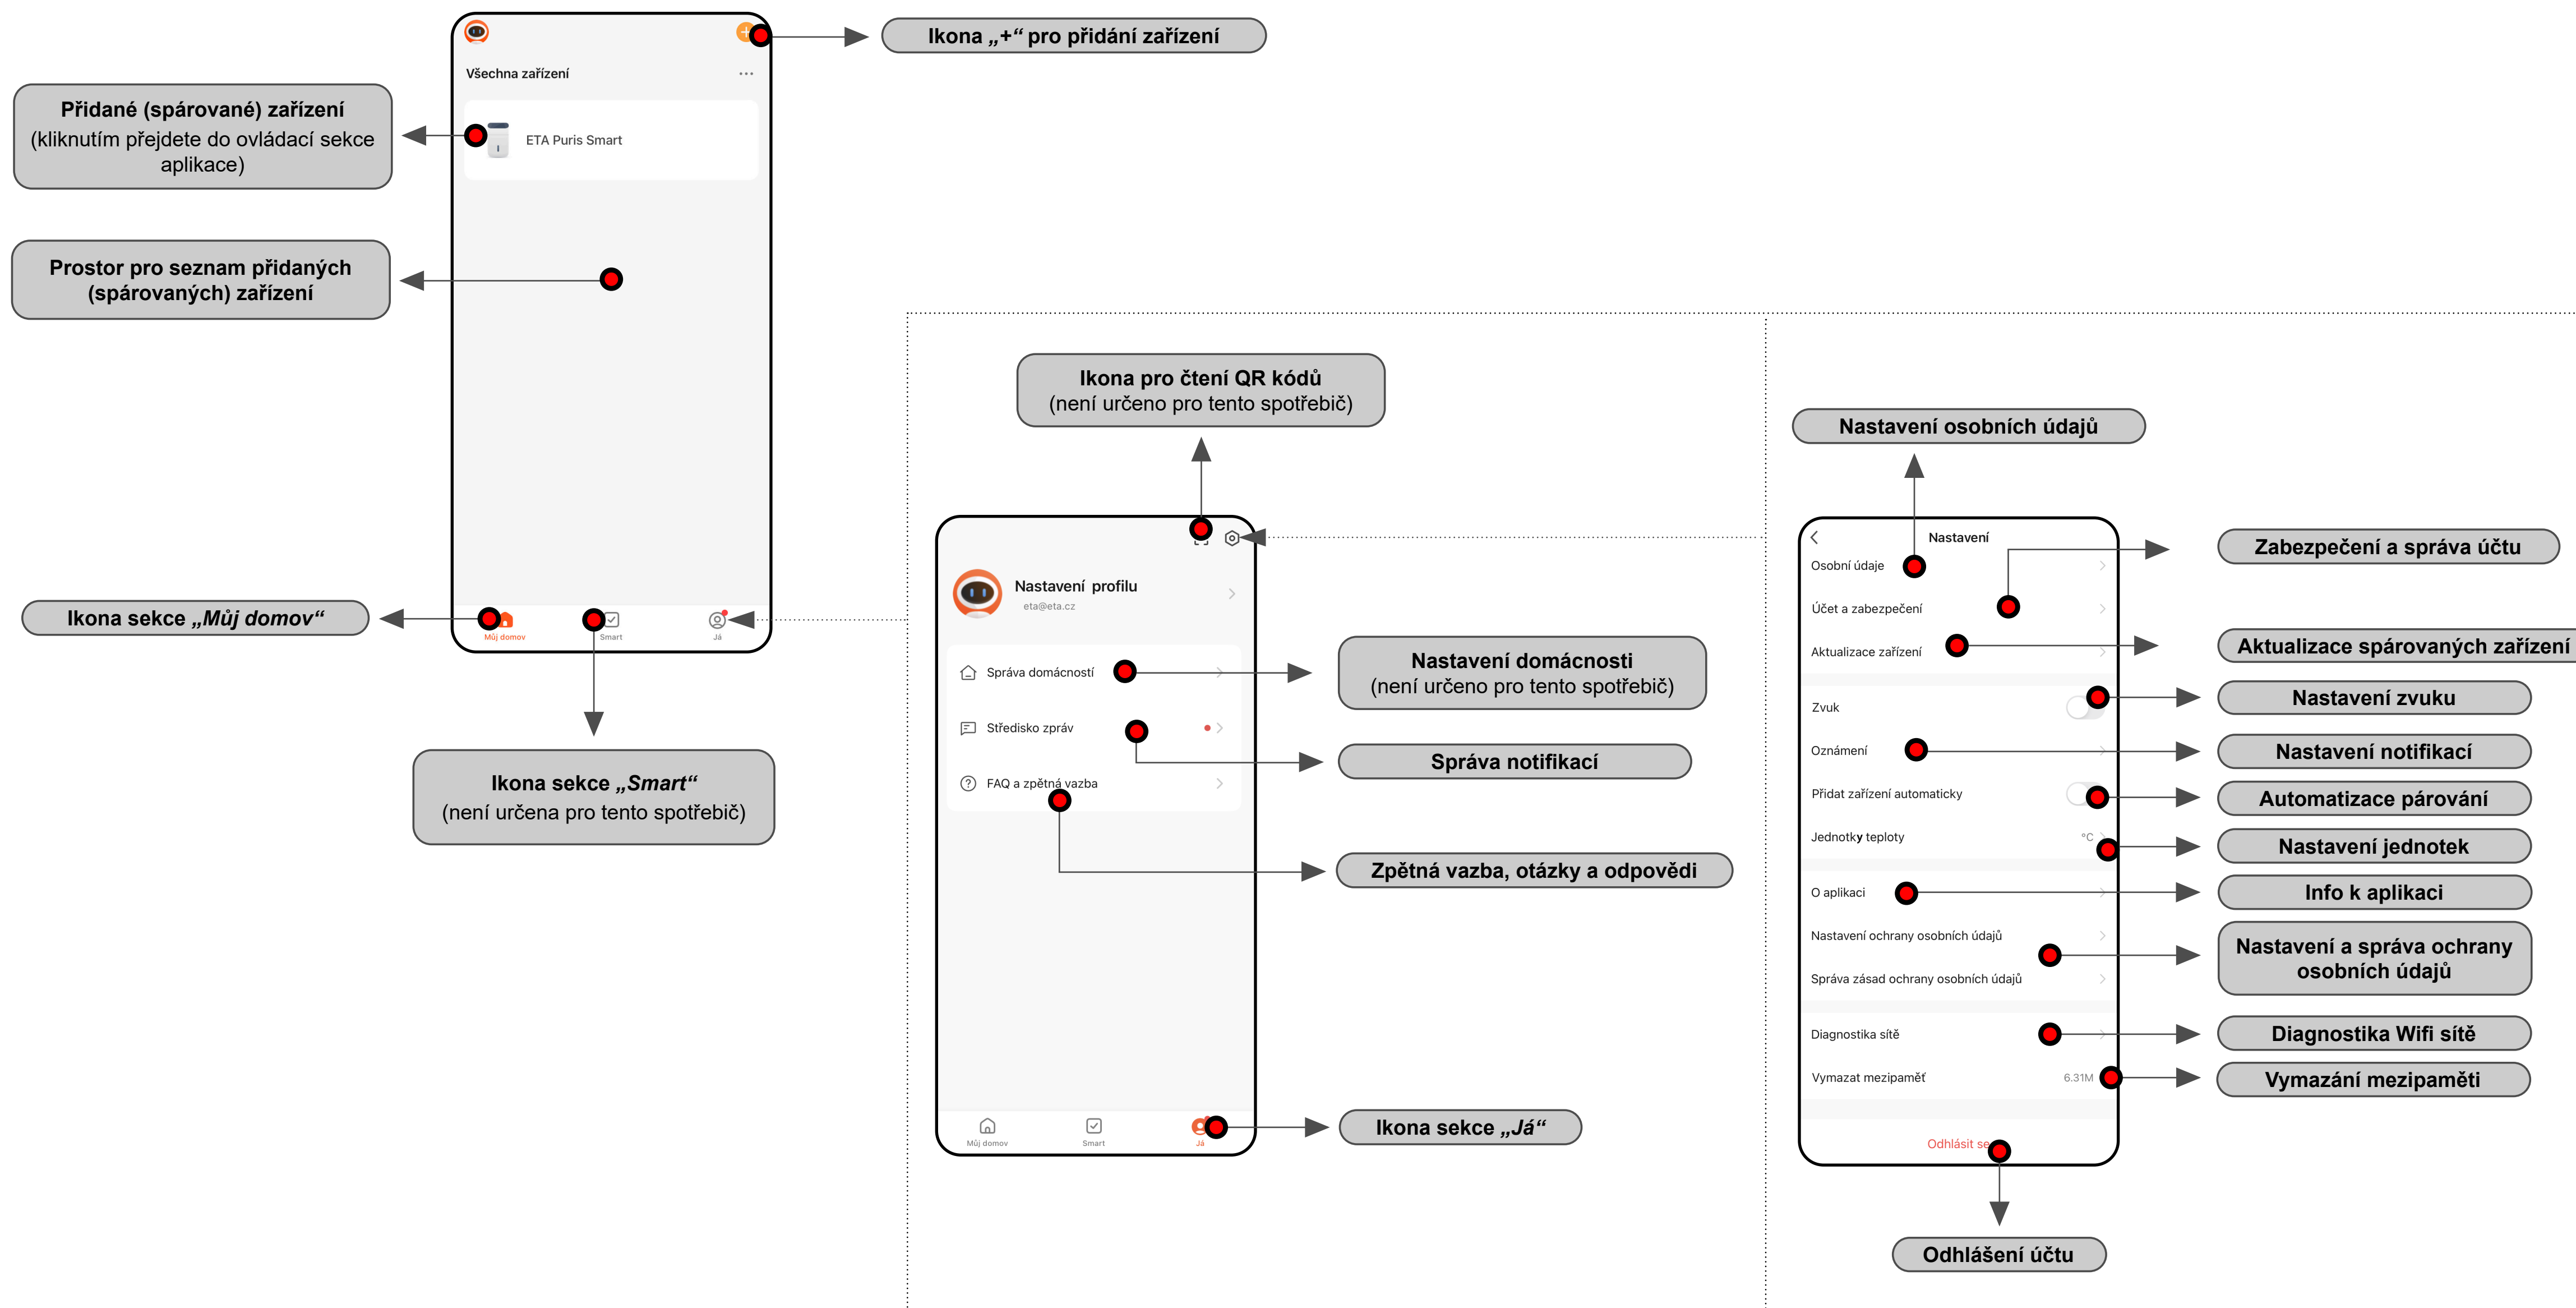 Ikona „+“ pro přidání zařízení
Všechna zařízení
Přidané (spárované) zařízení
(kliknutím přejdete do ovládací sekce
aplikace)
ETA Puris Smart
Prostor pro seznam přidaných
(spárovaných) zařízení
Ikona sekce „Můj domov“
Můj domov
Smart
Já
Ikona sekce „Smart“
(není určena pro tento spotřebič)
Ikona pro čtení QR kódů
(není určeno pro tento spotřebič)
Nastavení profilu
eta@eta.cz
Správa domácností
Nastavení domácnosti
(není určeno pro tento spotřebič)
Středisko zpráv
Správa notifikací
FAQ a zpětná vazba
Zpětná vazba, otázky a odpovědi
Můj domov
Smart
Já
Ikona sekce „Já“
Nastavení osobních údajů
Nastavení
Osobní údaje
Zabezpečení a správa účtu
Účet a zabezpečení
Aktualizace zařízení
Aktualizace spárovaných zařízení
Zvuk
Nastavení zvuku
Oznámení
Nastavení notifikací
Přidat zařízení automaticky
Automatizace párování
Jednotky teploty
°C
Nastavení jednotek
O aplikaci
Info k aplikaci
Nastavení ochrany osobních údajů
Nastavení a správa ochrany
osobních údajů
Správa zásad ochrany osobních údajů
Diagnostika sítě
Diagnostika Wifi sítě
Vymazat mezipaměť
6.31M
Vymazání mezipaměti
Odhlásit se
Odhlášení účtu